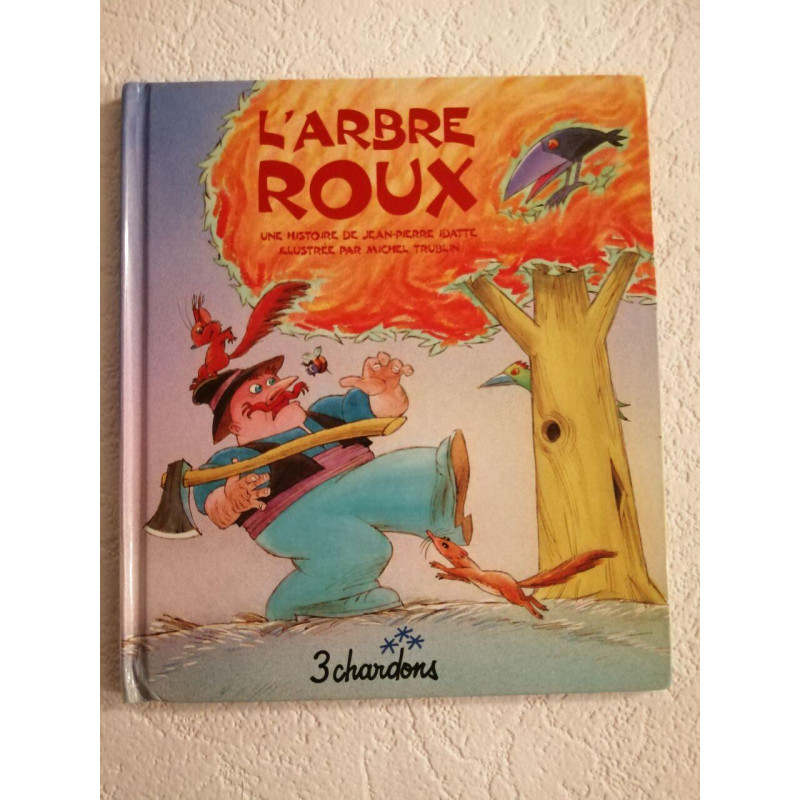 L'ARBRE
ROUX
UNE HISTOIRE DE JEAN-PIERRE IDATTE
ILLUSTRÉE PAR MICHEL TRUBLIN
3 chardons